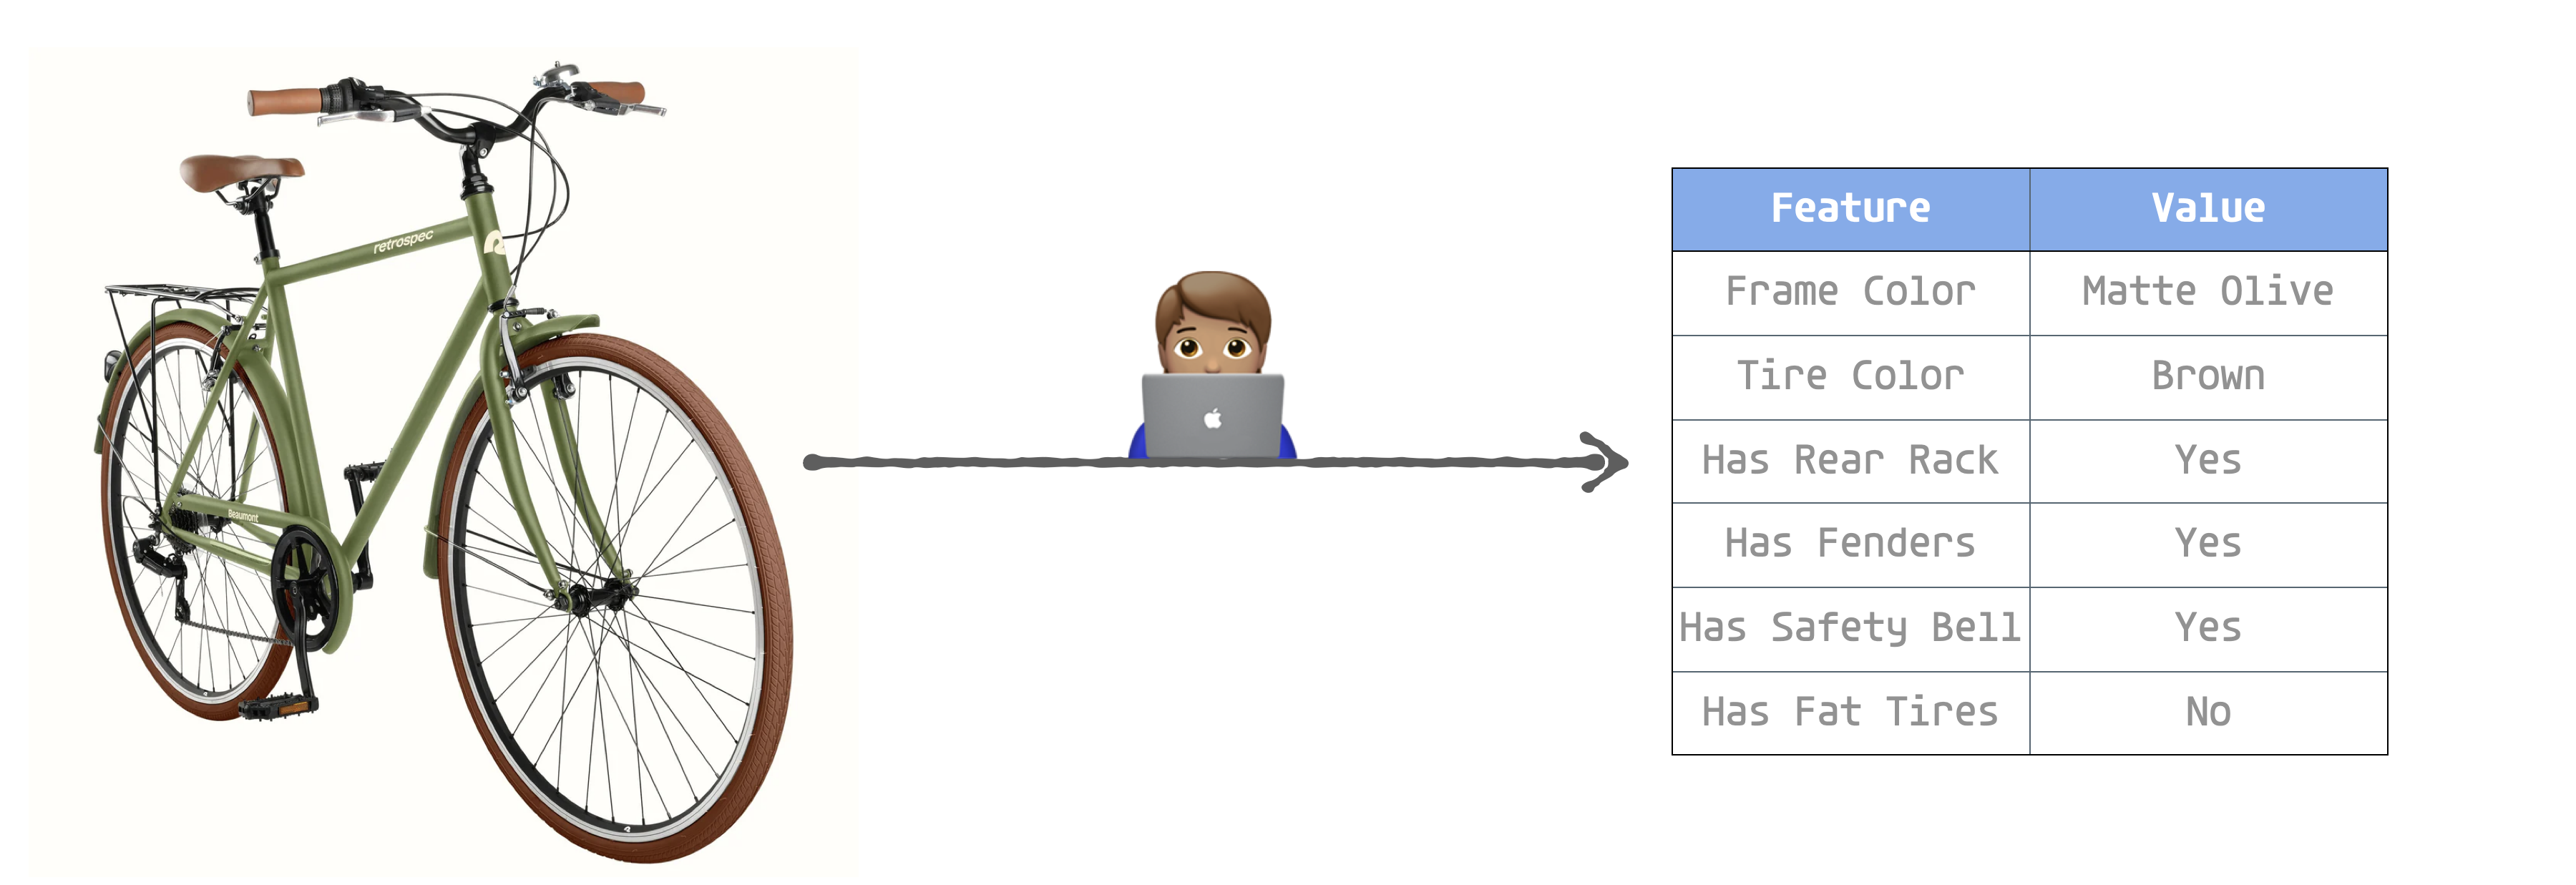 retrospec
Beaumont
Feature Value
Frame Color Matte Olive
Tire Color Brown
Has Rear Rack Yes
Has Fenders Yes
Has Safety Bell Yes
Has Fat Tires No